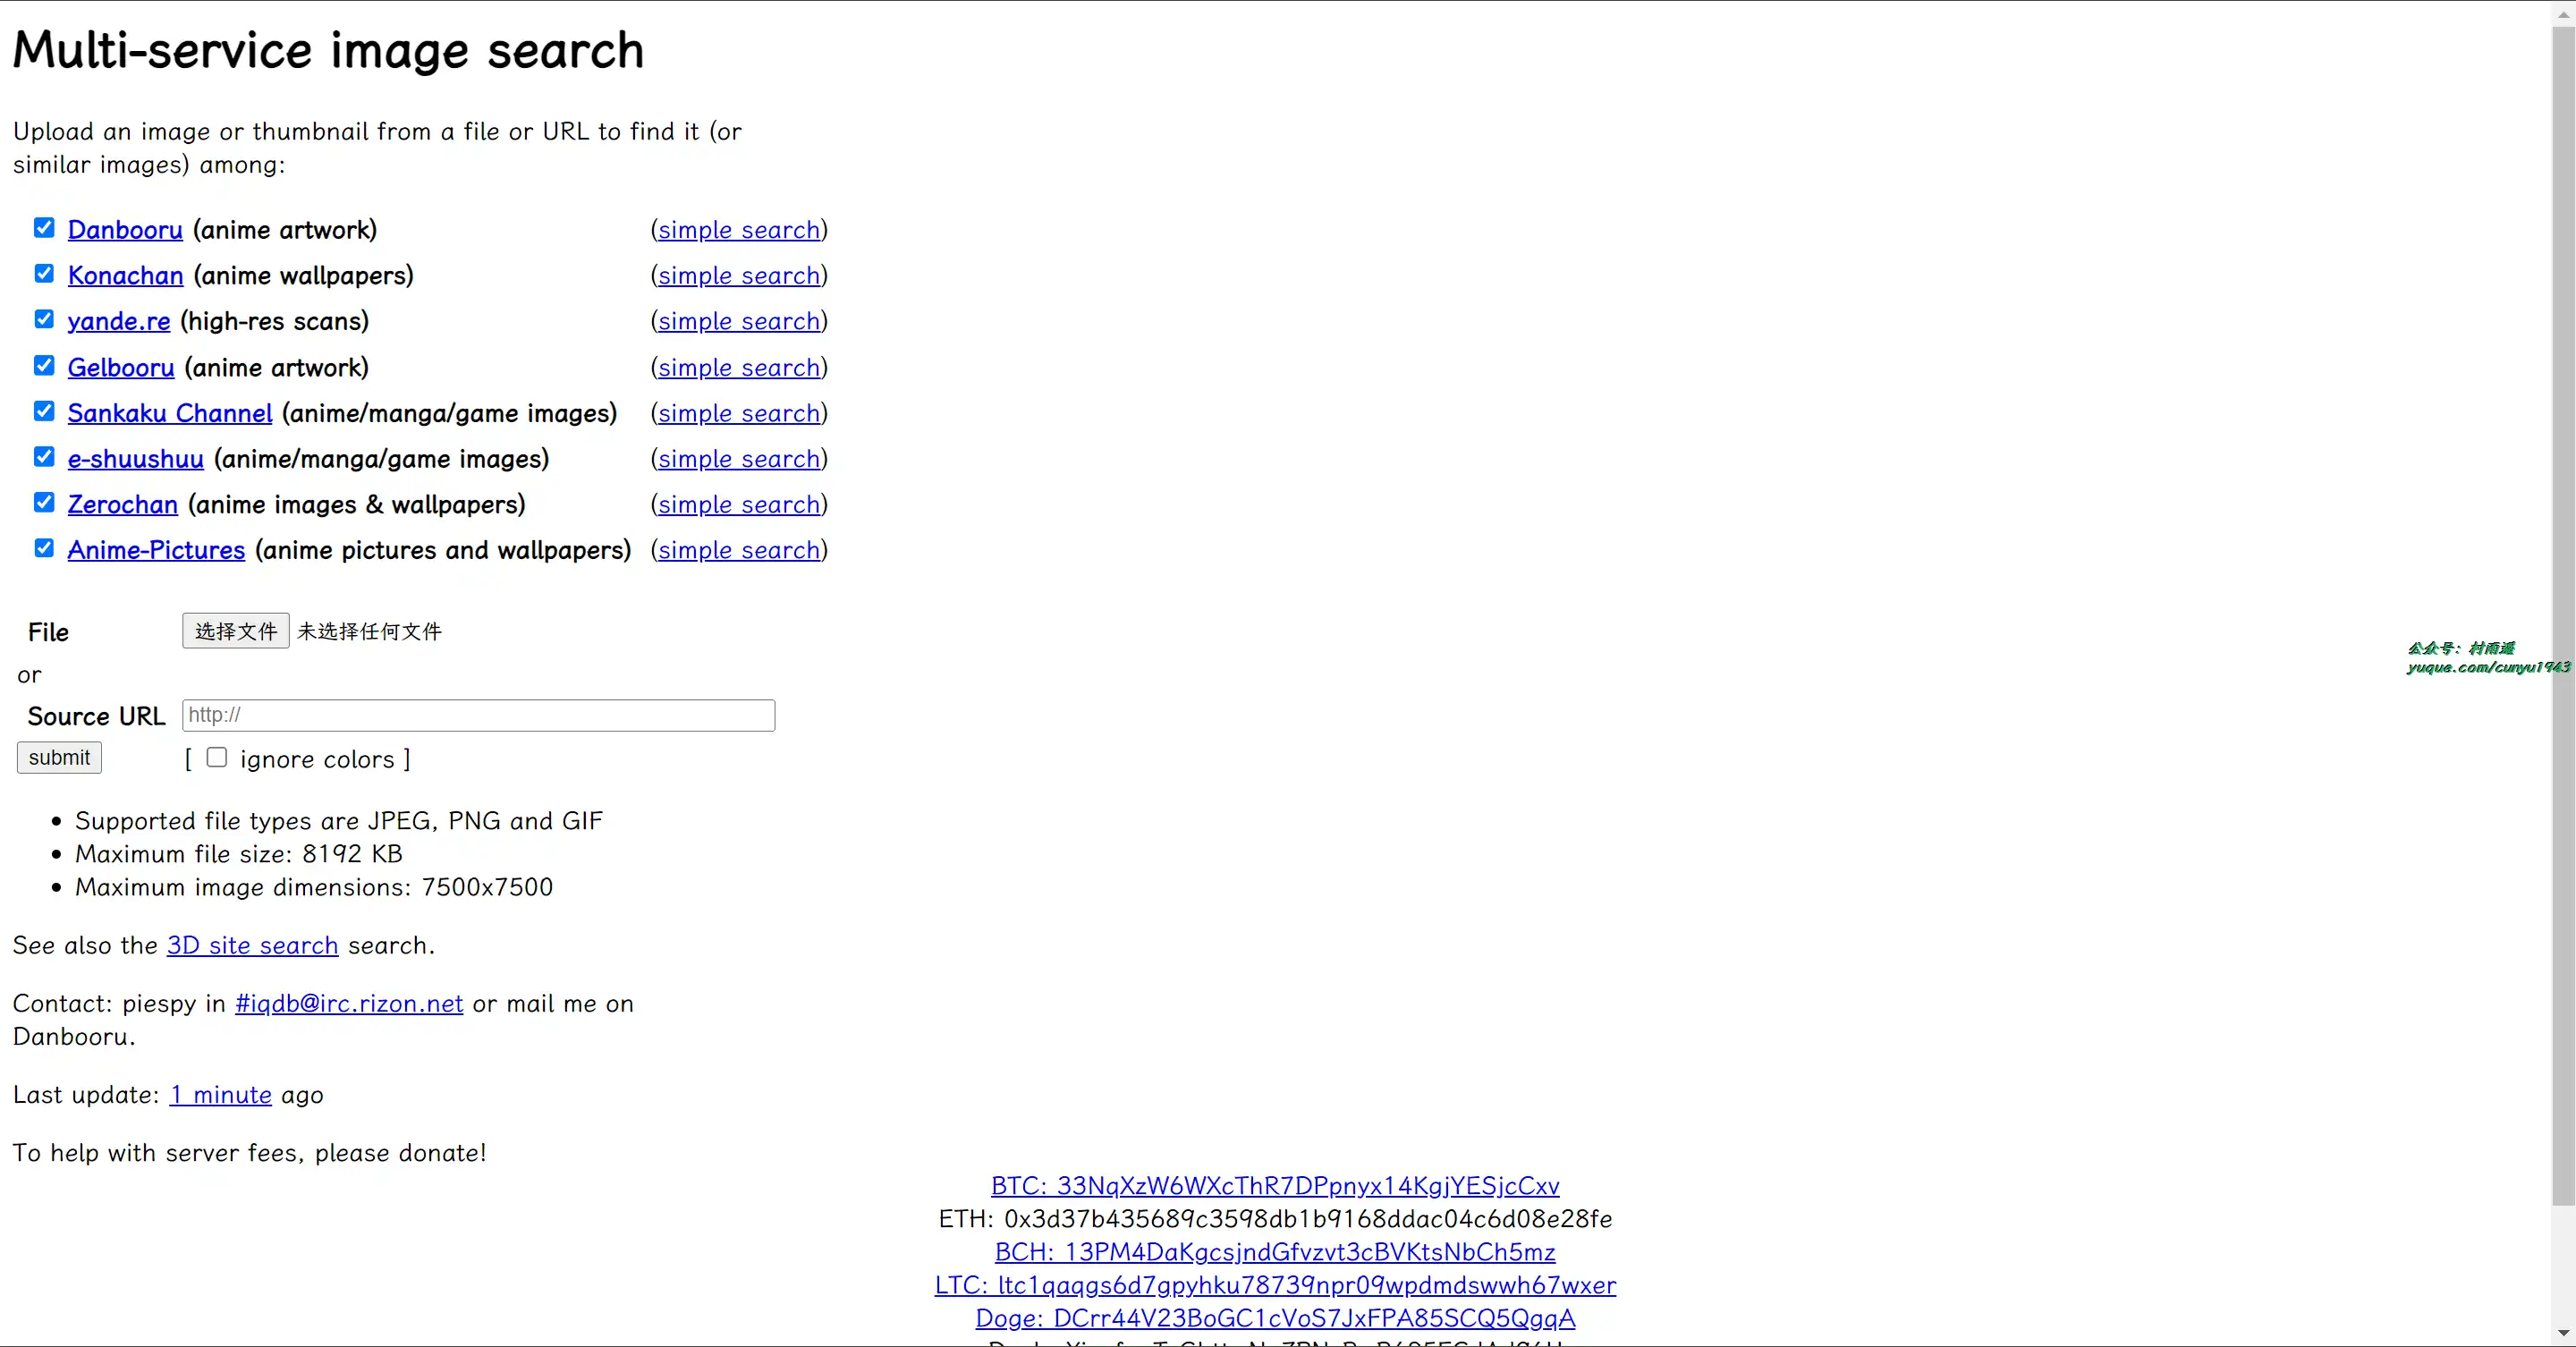 Multi-service image search
Upload an image or thumbnail from a file or URL to find it (or
similar images) among:
Danbooru (anime artwork) (simple search)
Konachan (anime wallpapers) (simple search)
yande.re (high-res scans) (simple search)
Gelbooru (anime artwork) (simple search)
Sankaku Channel (anime/manga/game images) (simple search)
e-shuushuu (anime/manga/game images) (simple search)
Zerochan (anime images & wallpapers) (simple search)
Anime-Pictures (anime pictures and wallpapers) (simple search)
File 选择文件 未选择任何文件
or
Source URL http://
submit [ ignore colors ]
Supported file types are JPEG, PNG and GIF
Maximum file size: 8192 KB
Maximum image dimensions: 7500x7500
See also the 3D site search search.
Contact: piespy in #iqdb@irc.rizon.net or mail me on
Danbooru.
Last update: 1 minute ago
To help with server fees, please donate!
BTC: 33NqXzW6WXcThR7DPpnyx14KgjYESjcCxv
ETH: 0x3d37b435689c3598db1b9168ddac04c6d08e28fe
BCH: 13PM4DaKgcsjndGfvzvt3cBVKtsNbCh5mz
LTC: ltc1qaqgs6d7gpyhku78739npr09wpdmdswwh67wxer
Doge: DCrr44V23BoGC1cVoS7JxFPA85SCQ5QgqA
公众号：村雨遥
yuque.com/cunyu1943